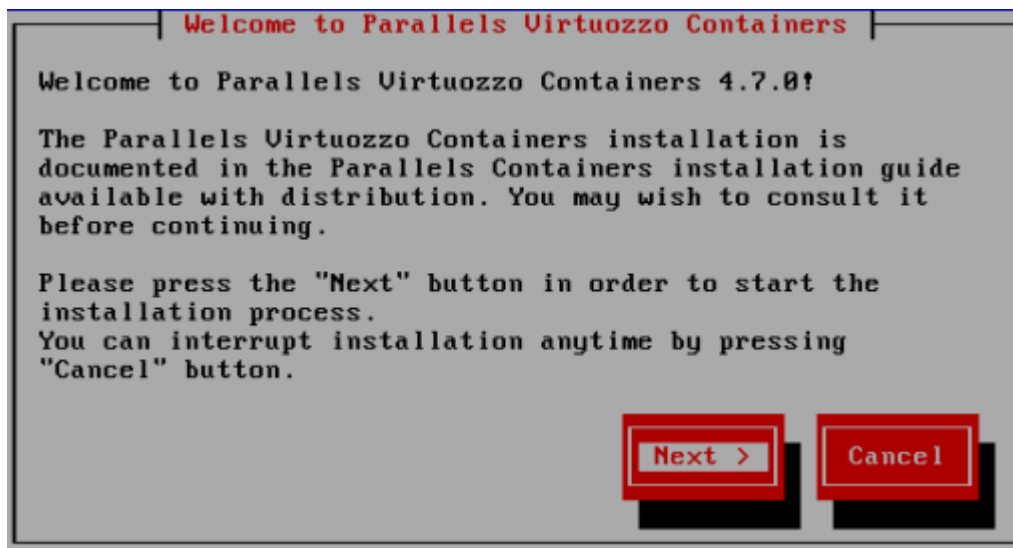 Welcome to Parallels Virtuozzo Containers
Welcome to Parallels Virtuozzo Containers 4.7.0!
The Parallels Virtuozzo Containers installation is
documented in the Parallels Containers installation guide
available with distribution. You may wish to consult it
before continuing.
Please press the "Next" button in order to start the
installation process.
You can interrupt installation anytime by pressing
"Cancel" button.
Next >
Cancel